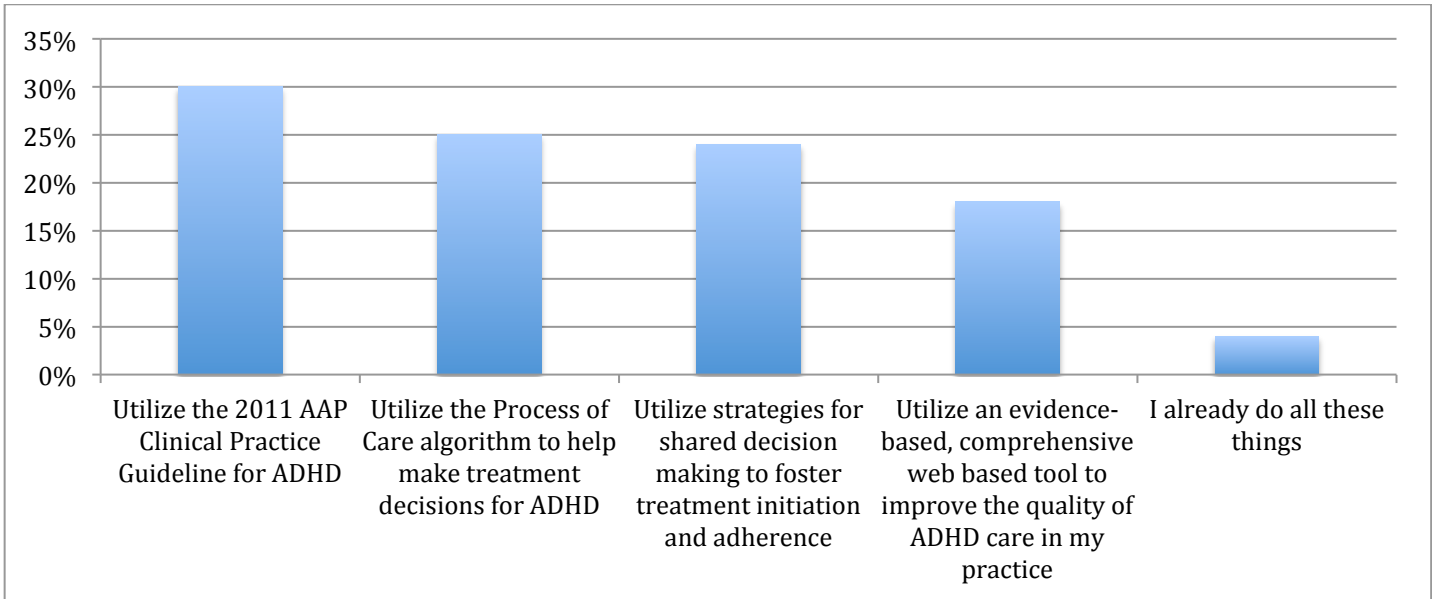 35%
30%
25%
20%
15%
10%
5%
0%
Utilize the 2011 AAP
Clinical Practice
Guideline for ADHD
Utilize the Process of
Care algorithm to help
make treatment
decisions for ADHD
Utilize strategies for
shared decision
making to foster
treatment initiation
and adherence
Utilize an evidence-
based, comprehensive
web based tool to
improve the quality of
ADHD care in my
practice
I already do all these
things